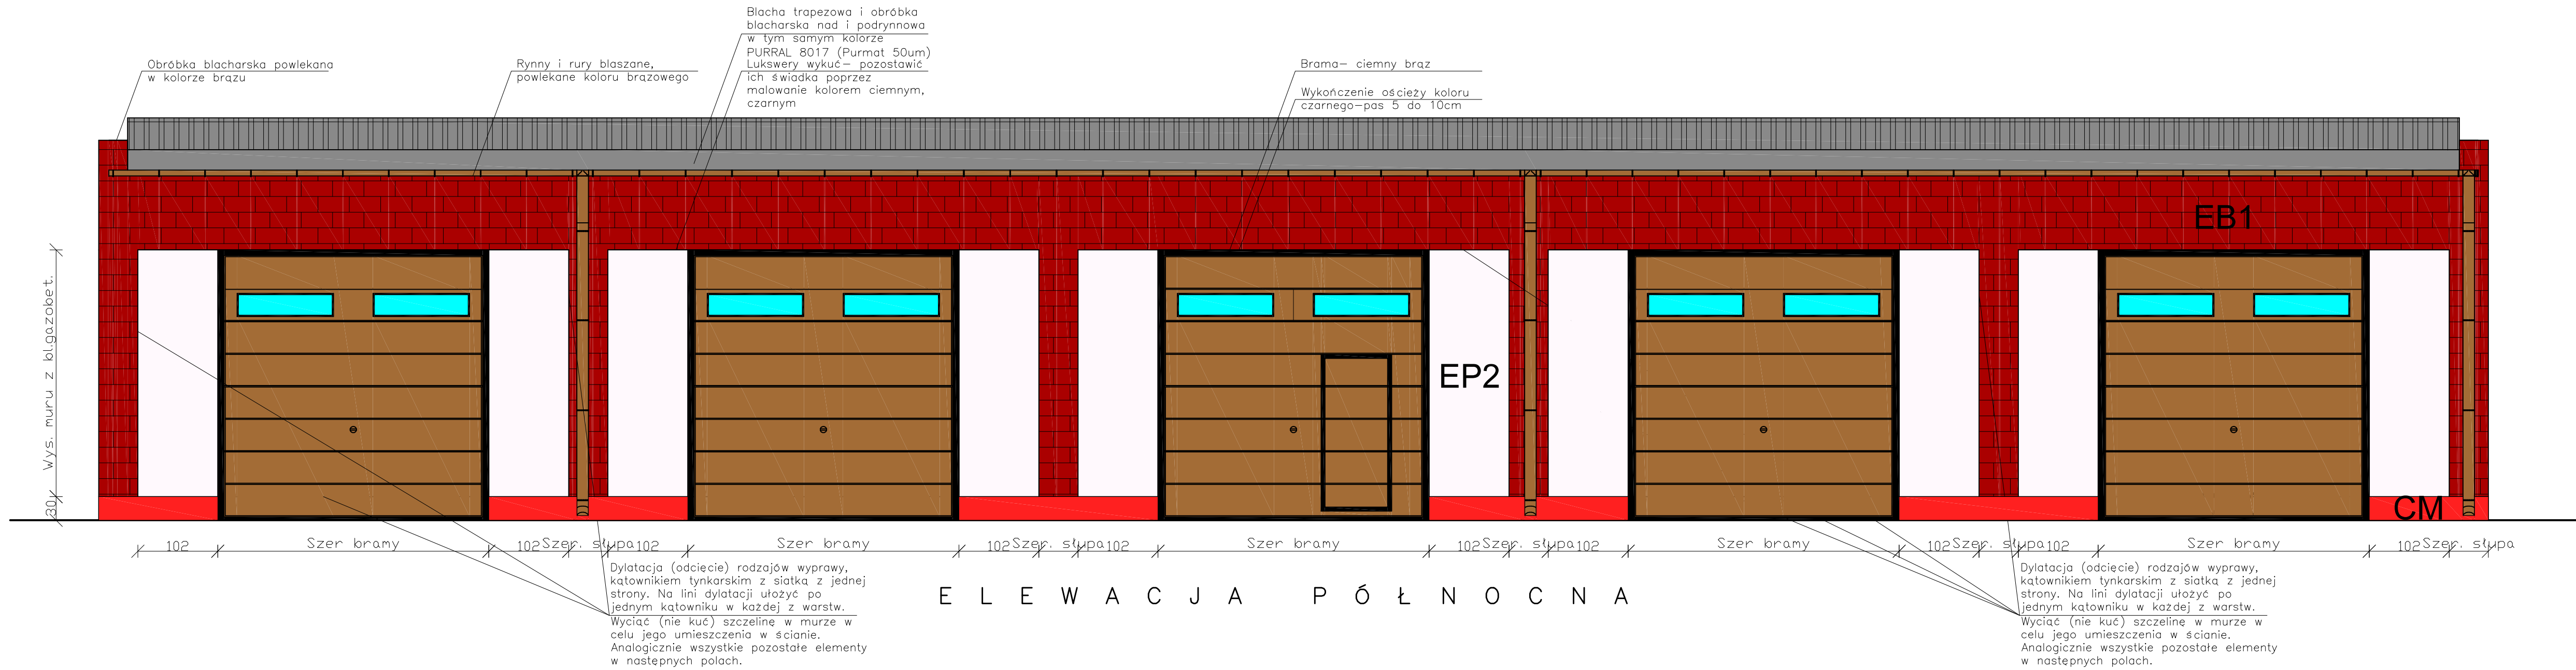 Blacha trapezowa i obróbka
blacharska nad i podrynnowa
w tym samym kolorze
PURRAL 8017 (Purmat 50um)
Lukswery wykuć- pozostawić
ich świadka poprzez
malowanie kolorem ciemnym,
czarnym
Obróbka blacharska powlekana
w kolorze brązu
Rynny i rury blaszane,
powlekane koloru brązowego
Brama- ciemny brąz
Wykończenie ościeży koloru
czarnego-pas 5 do 10cm
EB1
EP2
CM
Wys. muru z bl.gazobet.
30
102
Szer bramy
102
Szer. słupa
102
Szer bramy
102
Szer. słupa
102
Szer bramy
102
Szer. słupa
102
Szer bramy
102
Szer. słupa
102
Szer bramy
102
Szer. słupa
Dylatacja (odcięcie) rodzajów wyprawy,
kątownikiem tynkarskim z siatką z jednej
strony. Na lini dylatacji ułożyć po
jednym kątowniku w każdej z warstw.
Wyciąć (nie kuć) szczelinę w murze w
celu jego umieszczenia w ścianie.
Analogicznie wszystkie pozostałe elementy
w następnych polach.
ELEWACJA PÓŁNOCNA
Dylatacja (odcięcie) rodzajów wyprawy,
kątownikiem tynkarskim z siatką z jednej
strony. Na lini dylatacji ułożyć po
jednym kątowniku w każdej z warstw.
Wyciąć (nie kuć) szczelinę w murze w
celu jego umieszczenia w ścianie.
Analogicznie wszystkie pozostałe elementy
w następnych polach.